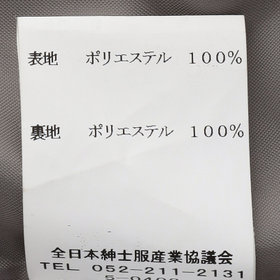 表地　ポリエステル　１００％
裏地　ポリエステル　１００％
全日本紳士服産業協議会
ＴＥＬ　０５２-２１１-２１３１